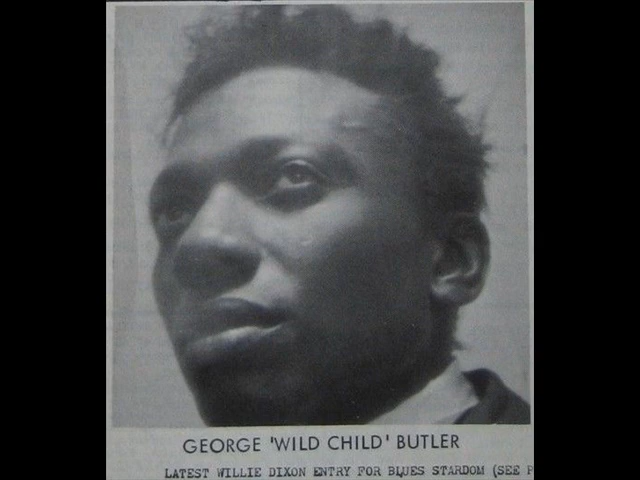 GEORGE 'WILD CHILD' BUTLER
LATEST WILLIE DIXON ENTRY FOR BLUES STARDOM (SEE